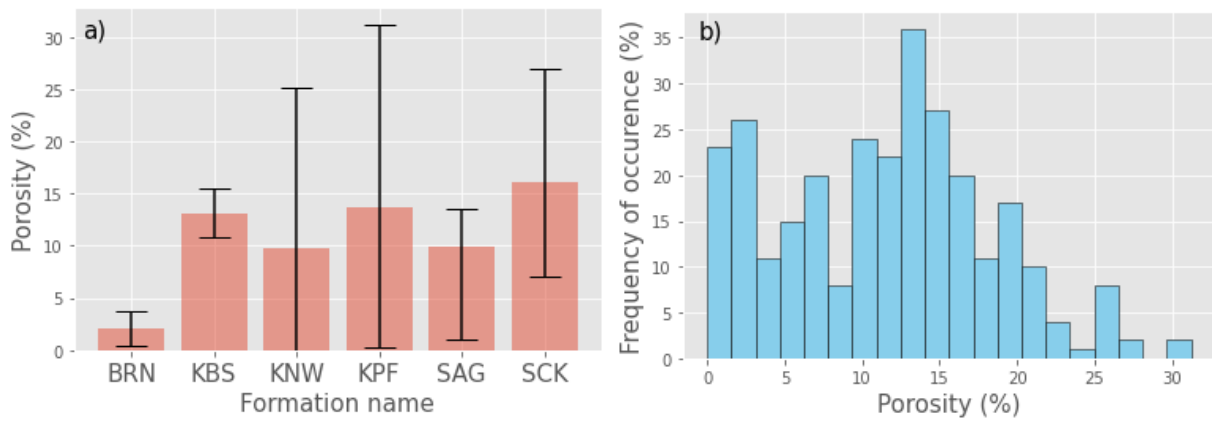 a)
Porosity (%)
30
25
20
15
10
5
0
BRN KBS KNW KPF SAG SCK
Formation name
b)
Frequency of occurence (%)
35
30
25
20
15
10
5
0
0 5 10 15 20 25 30
Porosity (%)